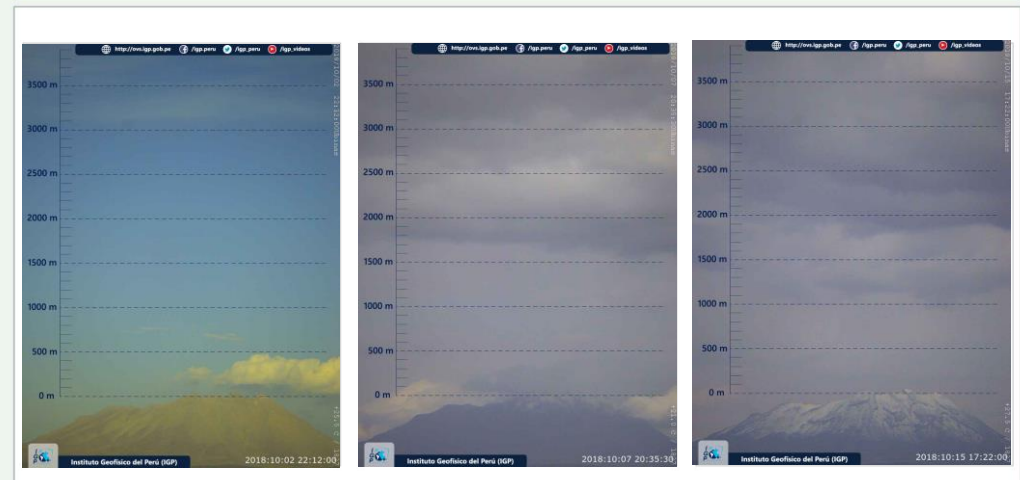 http://ovs.igp.gob.pe /igp.peru /igp_peru /igp_videos
3500 m
3000 m
2500 m
2000 m
1500 m
1000 m
500 m
0 m
Instituto Geofísico del Perú (IGP)
2018:10:02 22:12:00
http://ovs.igp.gob.pe /igp.peru /igp_peru /igp_videos
3500 m
3000 m
2500 m
2000 m
1500 m
1000 m
500 m
0 m
Instituto Geofísico del Perú (IGP)
2018:10:07 20:35:30
http://ovs.igp.gob.pe /igp.peru /igp_peru /igp_videos
3500 m
3000 m
2500 m
2000 m
1500 m
1000 m
500 m
0 m
Instituto Geofísico del Perú (IGP)
2018:10:15 17:22:00